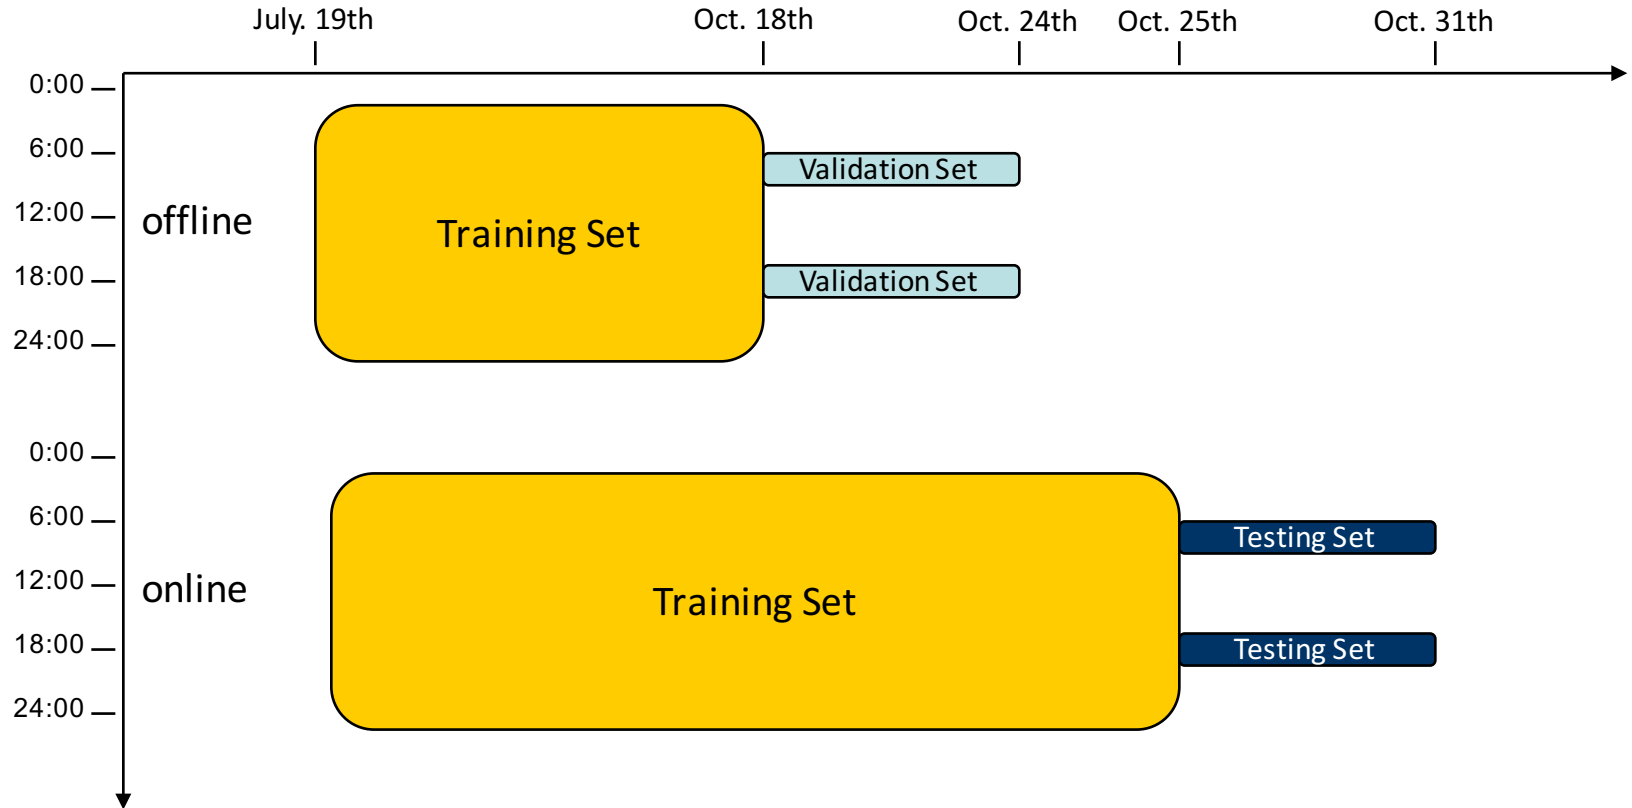 July. 19th
Oct. 18th
Oct. 24th
Oct. 25th
Oct. 31th
0:00
6:00
Validation Set
12:00
offline
Training Set
18:00
Validation Set
24:00
0:00
6:00
Testing Set
12:00
online
Training Set
18:00
Testing Set
24:00